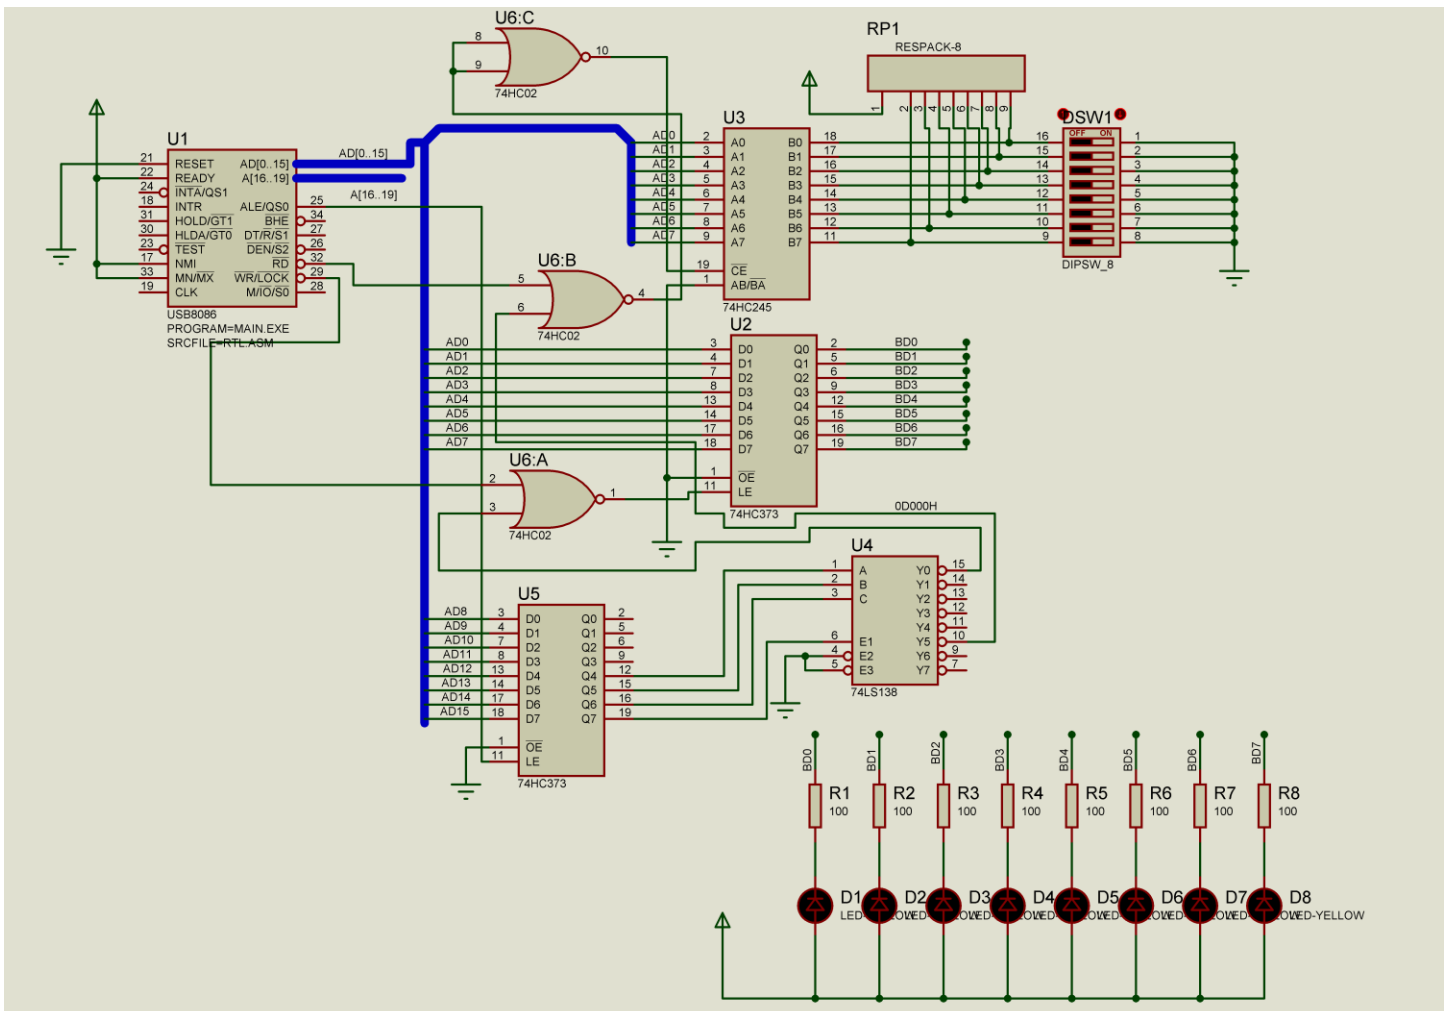 U6:C
8
9
10
74HC02
RP1
RESPACK-8
1
2
3
4
5
6
7
8
9
U1
21 RESET AD[0..15]
22 READY A[16..19]
24 INTA/QS1
18 INTR ALE/QS0 25
31 HOLD/GT1 BHE 34
30 HLDA/GT0 DT/R/S1 27
23 TEST DEN/S2 26
17 NMI RD 32
33 MN/MX WR/LOCK 29
19 CLK M/IO/S0 28
USB8086
PROGRAM=MAIN.EXE
SRCFILE=RTL.ASM
AD[0..15]
A[16..19]
U3
AD0 2 A0 B0 18
AD1 3 A1 B1 17
AD2 4 A2 B2 16
AD3 5 A3 B3 15
AD4 6 A4 B4 14
AD5 7 A5 B5 13
AD6 8 A6 B6 12
AD7 9 A7 B7 11
19 CE
1 AB/BA
74HC245
DSW1
OFF ON
16 1
15 2
14 3
13 4
12 5
11 6
10 7
9 8
DIPSW_8
U6:B
5
6
4
74HC02
U2
AD0 3 D0 Q0 2 BD0
AD1 4 D1 Q1 5 BD1
AD2 7 D2 Q2 6 BD2
AD3 8 D3 Q3 9 BD3
AD4 13 D4 Q4 12 BD4
AD5 14 D5 Q5 15 BD5
AD6 17 D6 Q6 16 BD6
AD7 18 D7 Q7 19 BD7
1 OE
11 LE
74HC373
U6:A
2
3
1
74HC02
0D000H
U4
1 A Y0 15
2 B Y1 14
3 C Y2 13
Y3 12
Y4 11
6 E1 Y5 10
4 E2 Y6 9
5 E3 Y7 7
74LS138
U5
AD8 3 D0 Q0 2
AD9 4 D1 Q1 5
AD10 7 D2 Q2 6
AD11 8 D3 Q3 9
AD12 13 D4 Q4 12
AD13 14 D5 Q5 15
AD14 17 D6 Q6 16
AD15 18 D7 Q7 19
1 OE
11 LE
74HC373
BD0 BD1 BD2 BD3 BD4 BD5 BD6 BD7
R1 R2 R3 R4 R5 R6 R7 R8
100 100 100 100 100 100 100 100
D1 D2 D3 D4 D5 D6 D7 D8
LED-YELLOW